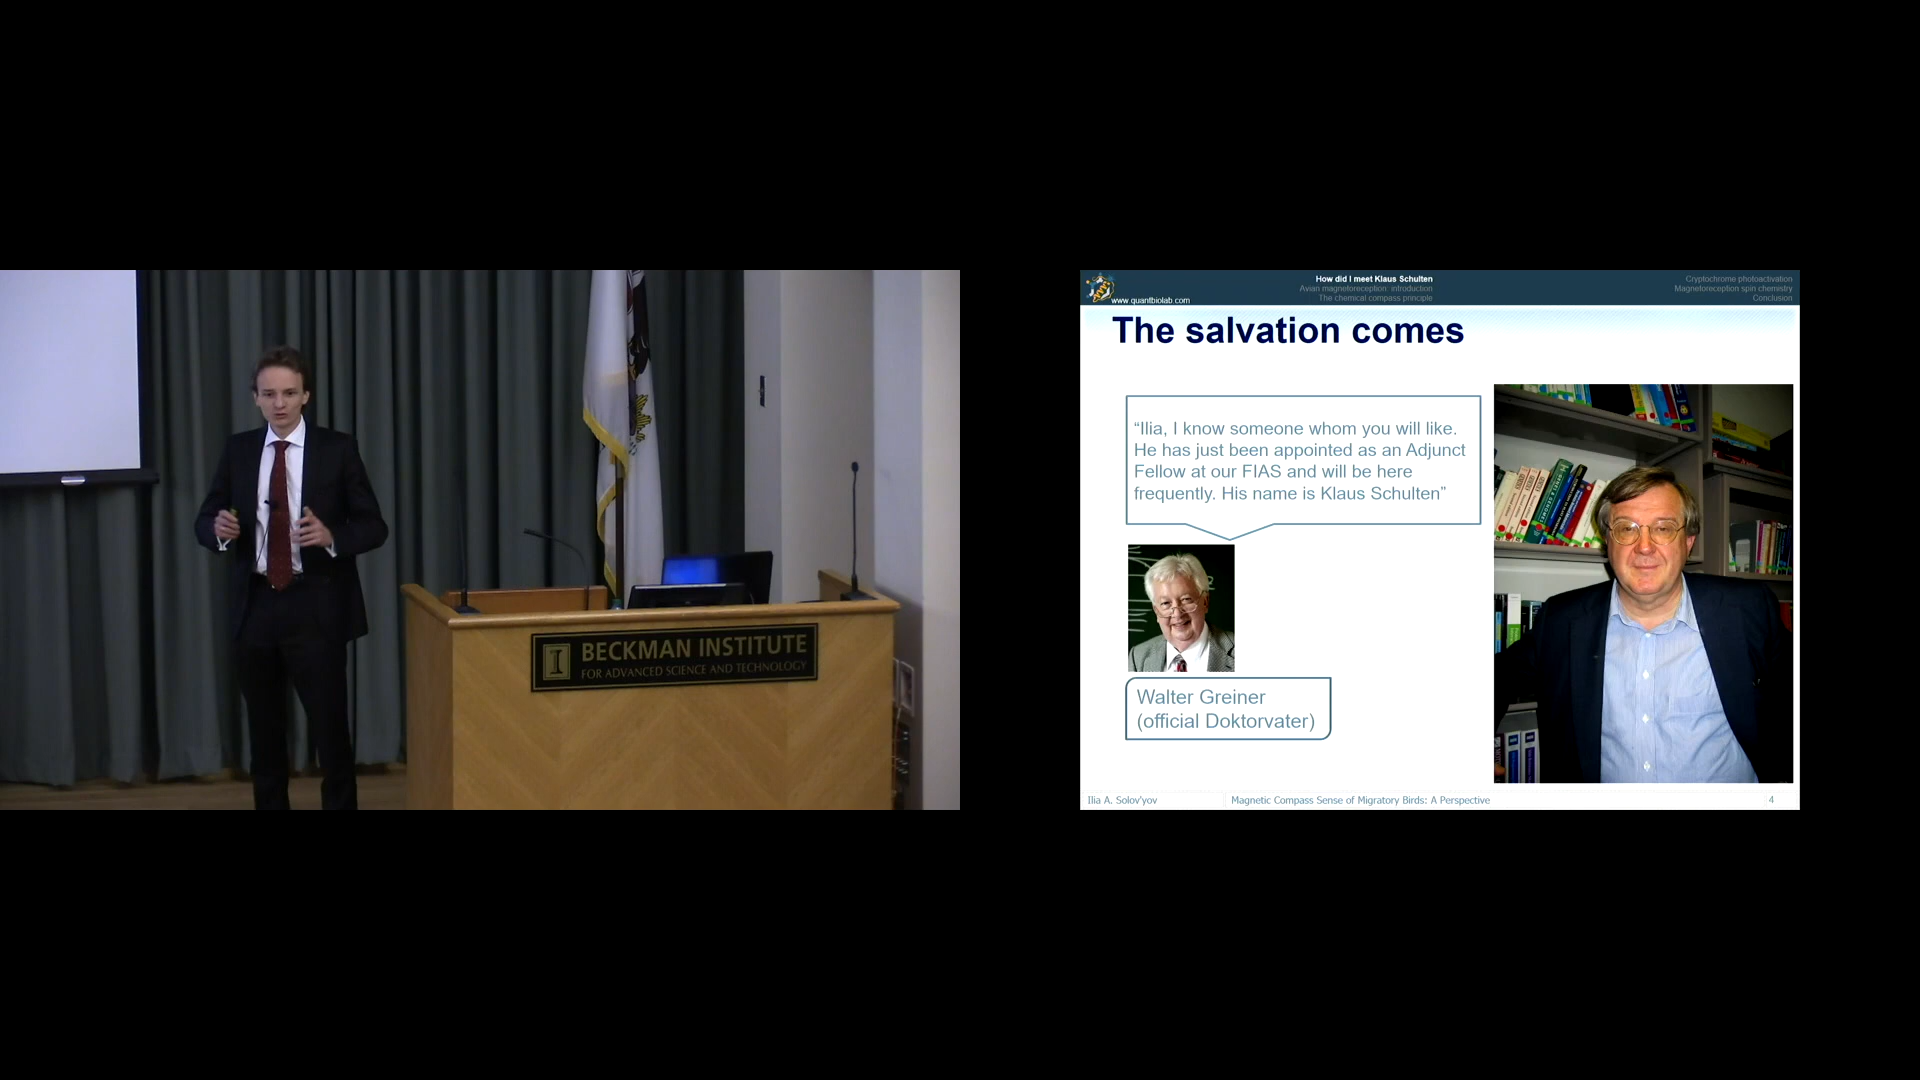 BECKMAN INSTITUTE
FOR ADVANCED SCIENCE AND TECHNOLOGY
www.quantbiolab.com
How did I meet Klaus Schulten
Avian magnetoreception: introduction
The chemical compass principle
Cryptochrome photoactivation
Magnetoreception spin chemistry
Conclusion
The salvation comes
“Ilia, I know someone whom you will like.
He has just been appointed as an Adjunct
Fellow at our FIAS and will be here
frequently. His name is Klaus Schulten”
Walter Greiner
(official Doktorvater)
Ilia A. Solov'yov
Magnetic Compass Sense of Migratory Birds: A Perspective
4